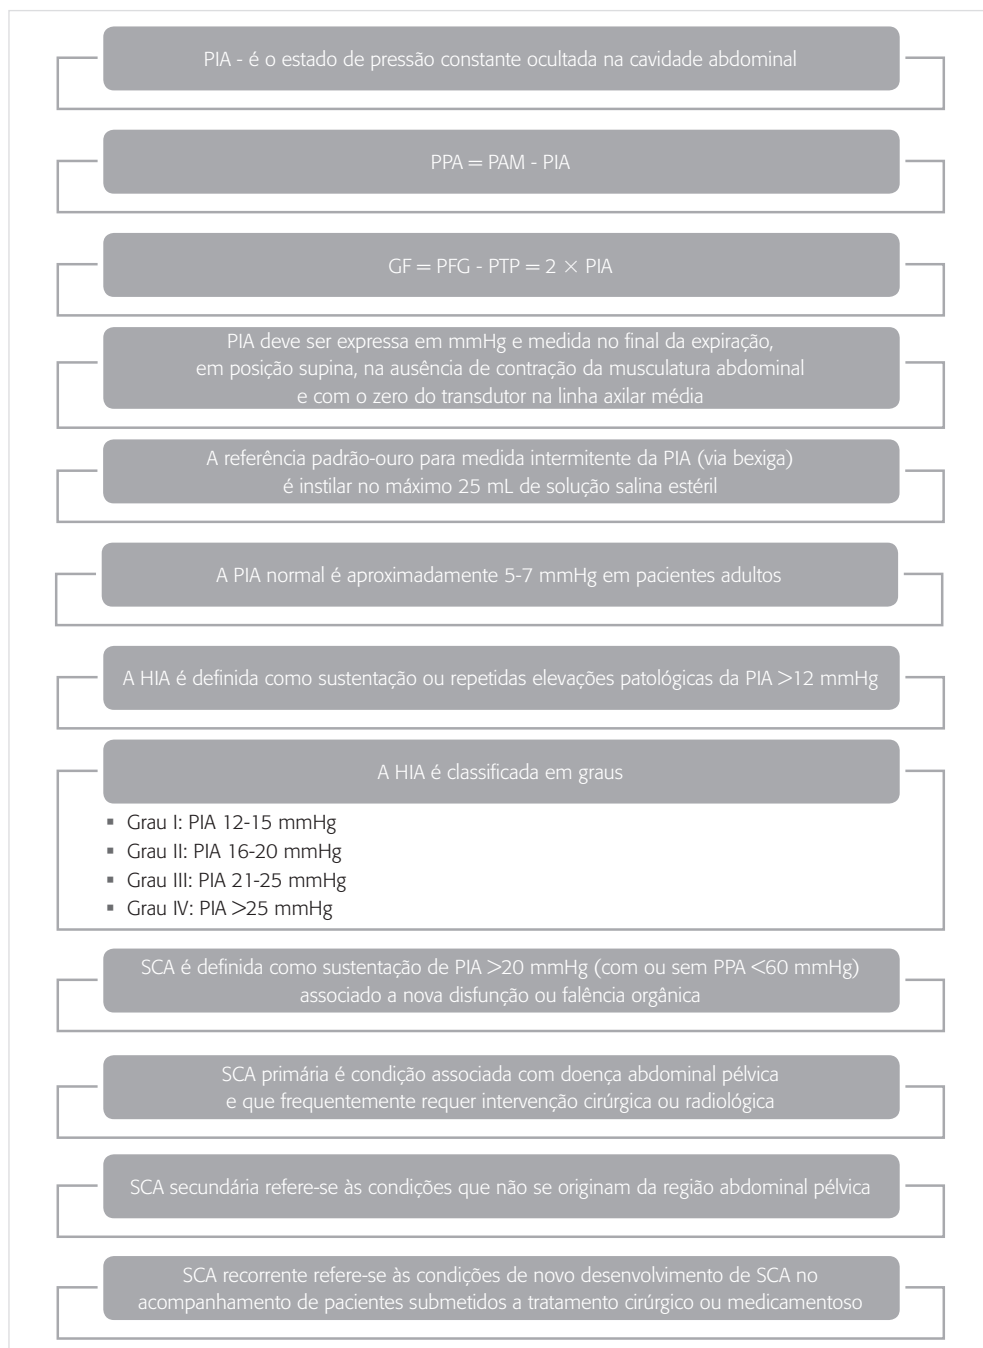 PIA - é o estado de pressão constante ocultada na cavidade abdominal
PPA = PAM - PIA
GF = PFG - PTP = 2 × PIA
PIA deve ser expressa em mmHg e medida no final da expiração,
em posição supina, na ausência de contração da musculatura abdominal
e com o zero do transdutor na linha axilar média
A referência padrão-ouro para medida intermitente da PIA (via bexiga)
é instilar no máximo 25 mL de solução salina estéril
A PIA normal é aproximadamente 5-7 mmHg em pacientes adultos
A HIA é definida como sustentação ou repetidas elevações patológicas da PIA >12 mmHg
A HIA é classificada em graus
▪ Grau I: PIA 12-15 mmHg
▪ Grau II: PIA 16-20 mmHg
▪ Grau III: PIA 21-25 mmHg
▪ Grau IV: PIA >25 mmHg
SCA é definida como sustentação de PIA >20 mmHg (com ou sem PPA <60 mmHg)
associado a nova disfunção ou falência orgânica
SCA primária é condição associada com doença abdominal pélvica
e que frequentemente requer intervenção cirúrgica ou radiológica
SCA secundária refere-se às condições que não se originam da região abdominal pélvica
SCA recorrente refere-se às condições de novo desenvolvimento de SCA no
acompanhamento de pacientes submetidos a tratamento cirúrgico ou medicamentoso